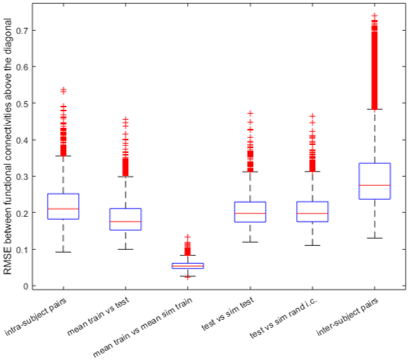 RMSE between functional connectivities above the diagonal
0.7
0.6
0.5
0.4
0.3
0.2
0.1
0
intra-subject pairs
mean train vs test
mean train vs mean sim train
test vs sim test
test vs sim rand i.c.
inter-subject pairs